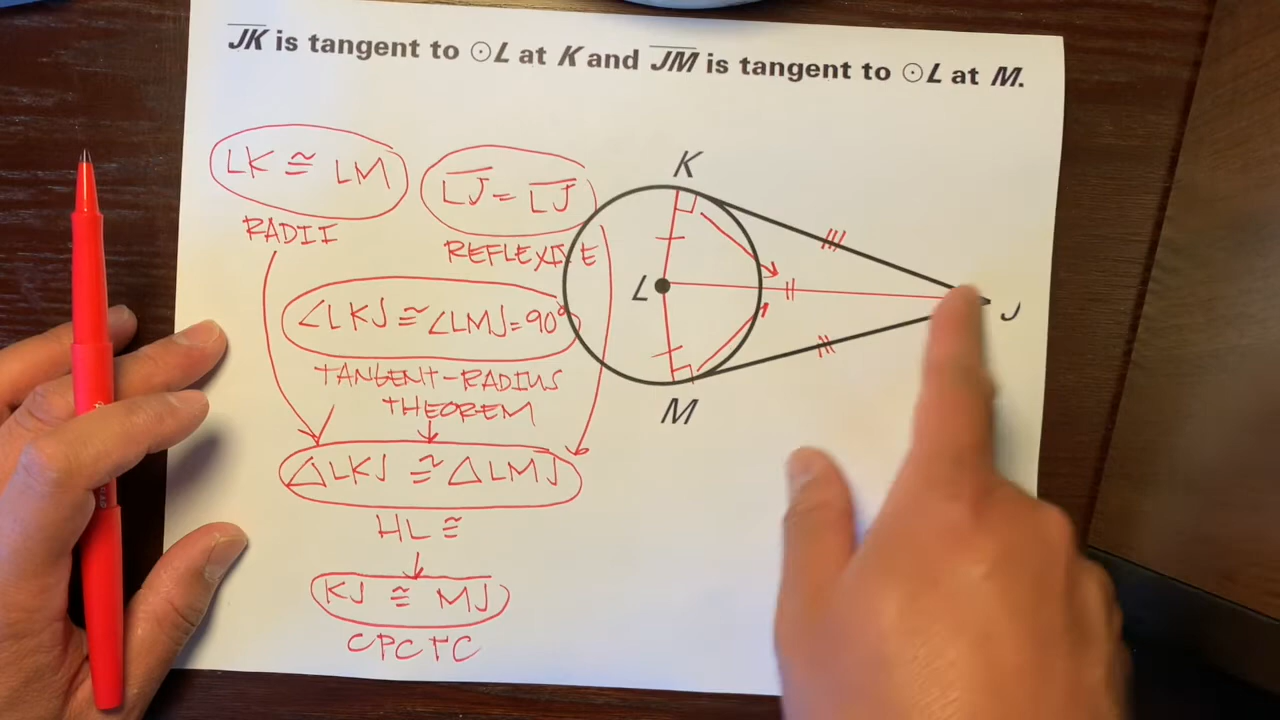 JK is tangent to ⊙L at K and JM is tangent to ⊙L at M.
LK ≅ LM
RADII
LJ = LJ
REFLEXIVE
∠LKJ ≅ ∠LMJ = 90°
TANGENT-RADIUS
THEOREM
△LKJ ≅ △LMJ
HL ≅
KJ ≅ MJ
CPCTC
K
L
J
M